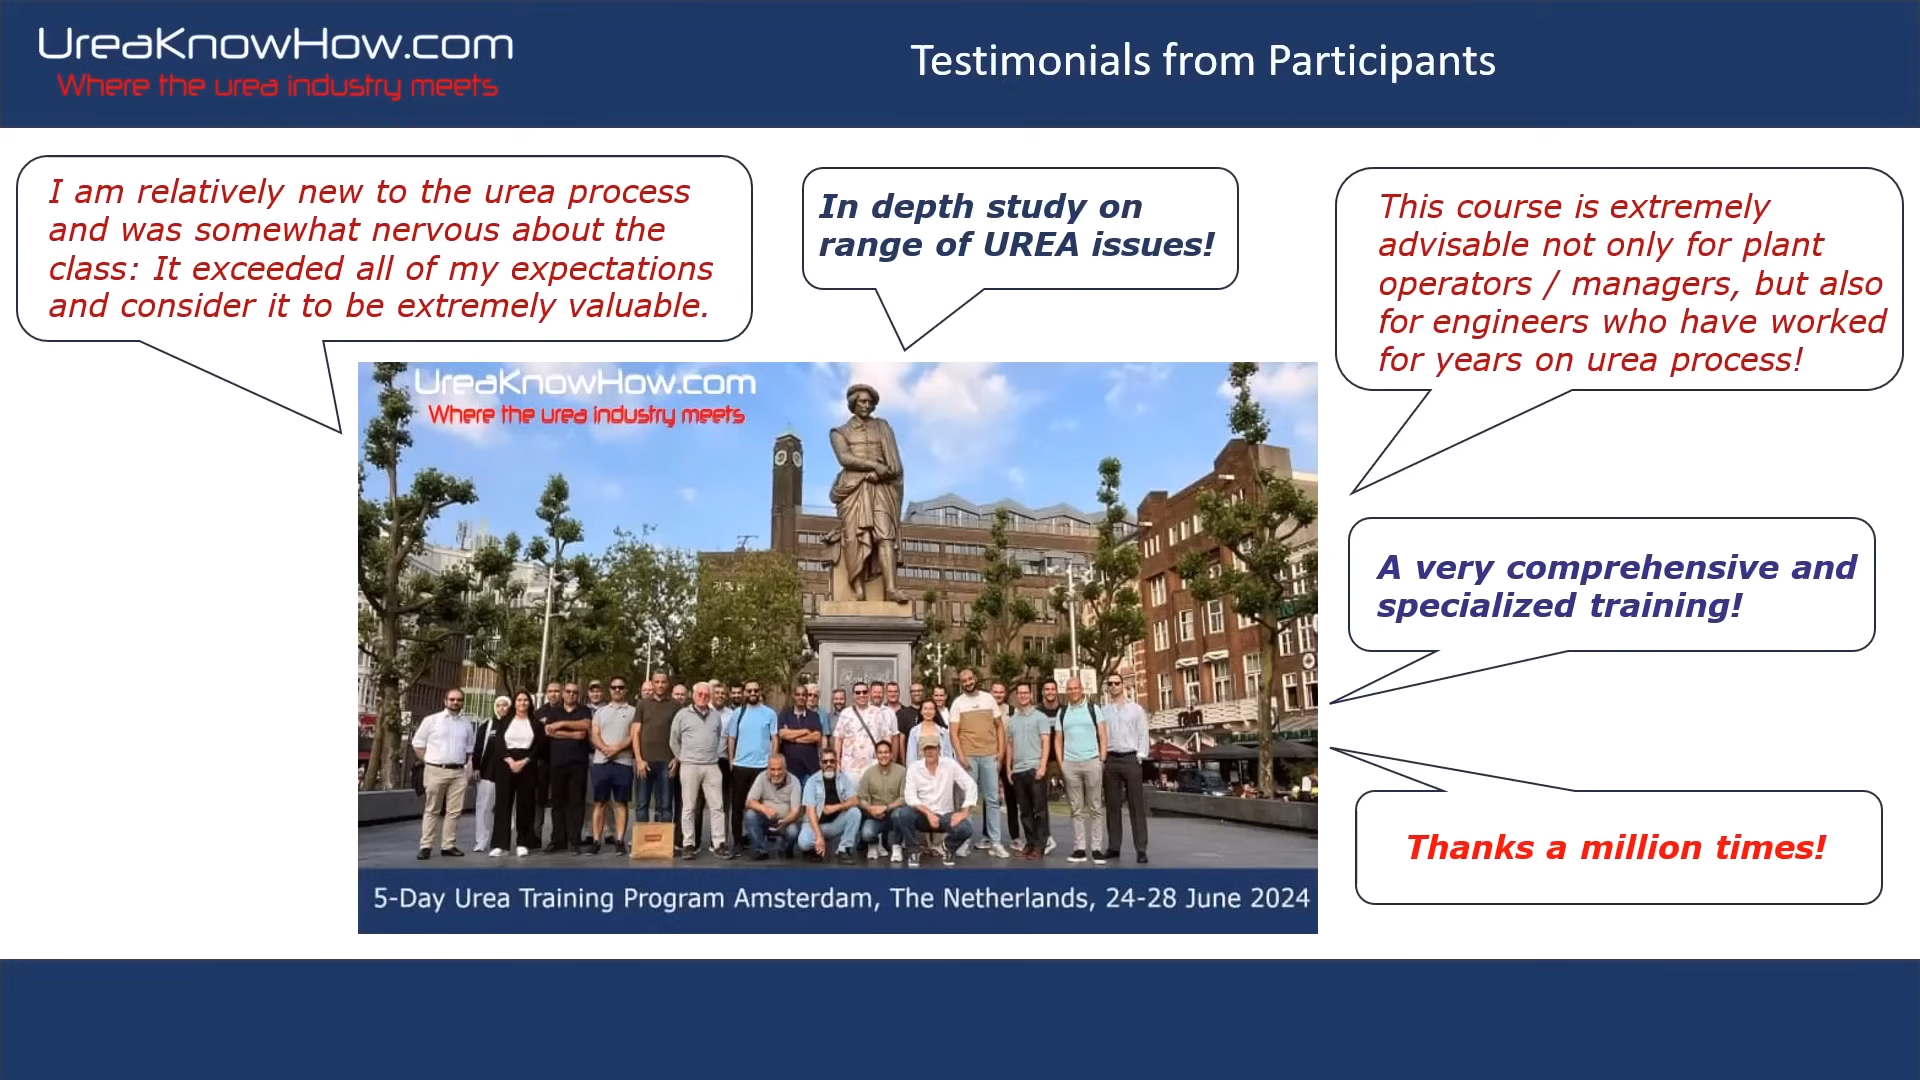 UreaKnowHow.com
Where the urea industry meets
Testimonials from Participants
I am relatively new to the urea process
and was somewhat nervous about the
class: It exceeded all of my expectations
and consider it to be extremely valuable.
In depth study on
range of UREA issues!
This course is extremely
advisable not only for plant
operators / managers, but also
for engineers who have worked
for years on urea process!
UreaKnowHow.com
Where the urea industry meets
A very comprehensive and
specialized training!
Thanks a million times!
5-Day Urea Training Program Amsterdam, The Netherlands, 24-28 June 2024